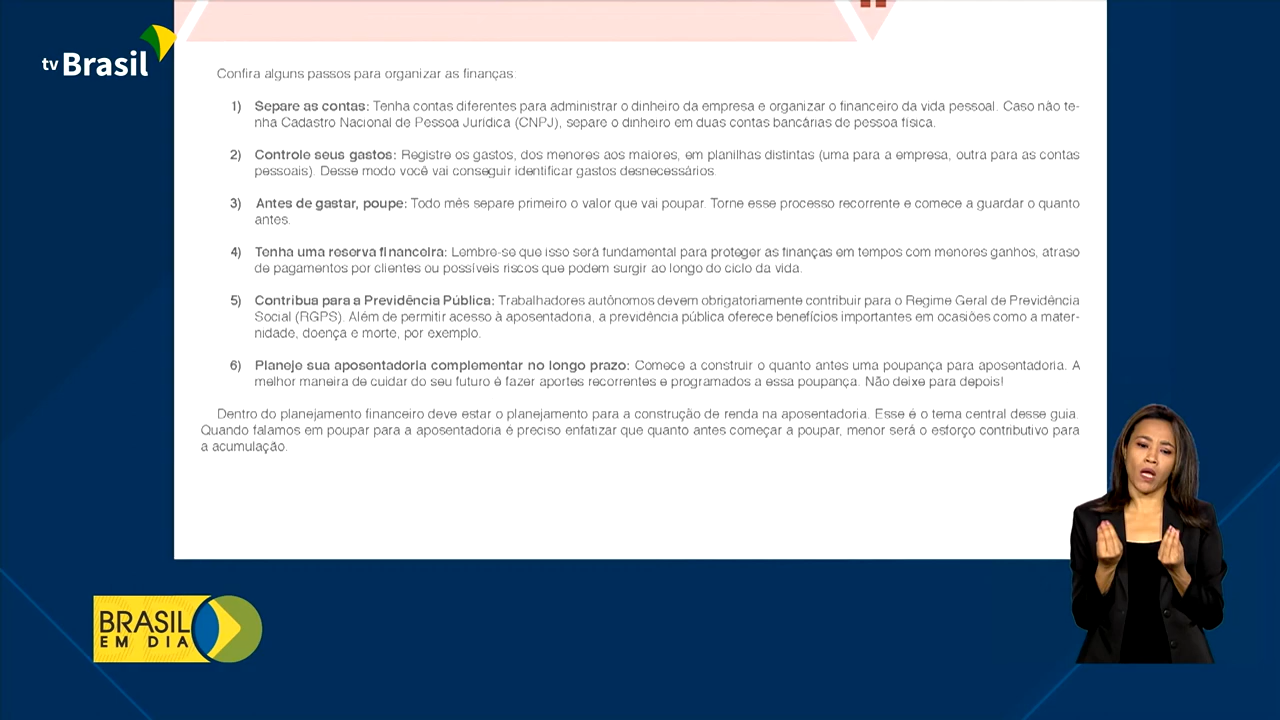 tv Brasil
Confira alguns passos para organizar as finanças:
1) Separe as contas: Tenha contas diferentes para administrar o dinheiro da empresa e organizar o financeiro da vida pessoal. Caso não te-
nha Cadastro Nacional de Pessoa Jurídica (CNPJ), separe o dinheiro em duas contas bancárias de pessoa física.
2) Controle seus gastos: Registre os gastos, dos menores aos maiores, em planilhas distintas (uma para a empresa, outra para as contas
pessoais). Desse modo você vai conseguir identificar gastos desnecessários.
3) Antes de gastar, poupe: Todo mês separe primeiro o valor que vai poupar. Torne esse processo recorrente e comece a guardar o quanto
antes.
4) Tenha uma reserva financeira: Lembre-se que isso será fundamental para proteger as finanças em tempos com menores ganhos, atraso
de pagamentos por clientes ou possíveis riscos que podem surgir ao longo do ciclo da vida.
5) Contribua para a Previdência Pública: Trabalhadores autônomos devem obrigatoriamente contribuir para o Regime Geral de Previdência
Social (RGPS). Além de permitir acesso à aposentadoria, a previdência pública oferece benefícios importantes em ocasiões como a mater-
nidade, doença e morte, por exemplo.
6) Planeje sua aposentadoria complementar no longo prazo: Comece a construir o quanto antes uma poupança para aposentadoria. A
melhor maneira de cuidar do seu futuro é fazer aportes recorrentes e programados a essa poupança. Não deixe para depois!
Dentro do planejamento financeiro deve estar o planejamento para a construção de renda na aposentadoria. Esse é o tema central desse guia.
Quando falamos em poupar para a aposentadoria é preciso enfatizar que quanto antes começar a poupar, menor será o esforço contributivo para
a acumulação.
BRASIL
EM DIA